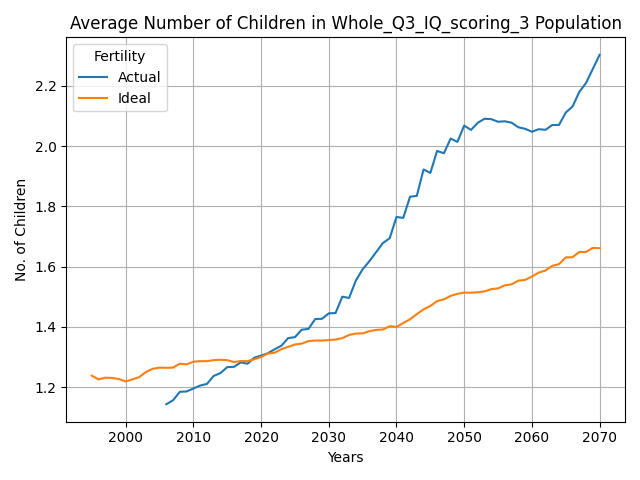 Average Number of Children in Whole_Q3_IQ_scoring_3 Population
Fertility
Actual
Ideal
No. of Children
2.2
2.0
1.8
1.6
1.4
1.2
2000 2010 2020 2030 2040 2050 2060 2070
Years